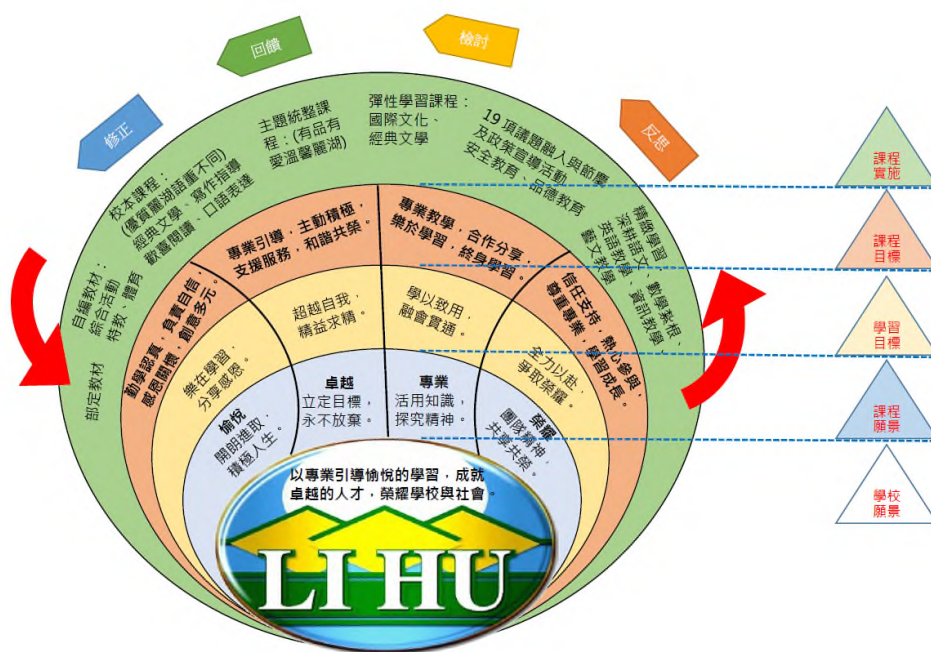 修正
回饋
檢討
反思
部定教材
自編教材：
綜合活動
特教、體育
校本課程：
(優質麗湖語重不同)
經典文學、寫作指導
歡喜閱讀、口語表達
主題統整課
程：(有品有
愛溫馨麗湖)
彈性學習課程：
國際文化、
經典文學
19 項議題融入與節慶
及政策宣導活動
安全教育、品德教育
精緻學習
深耕語文、數學紮根、
英語教學、資訊教學、
藝文教學
勤學認真，負責自信，
感恩關懷，創意多元。
專業引導，主動積極，
支援服務，和諧共榮。
專業教學，合作分享，
樂於學習，終身學習。
信任支持，熱心參與，
尊重專業，學習成長。
樂在學習，
分享感恩。
超越自我，
精益求精。
學以致用，
融會貫通。
全力以赴，
爭取榮耀。
愉悅
開朗進取，
積極人生。
卓越
立定目標，
永不放棄。
專業
活用知識，
探究精神。
榮耀
團隊精神，
共享共榮。
以專業引導愉悅的學習，成就
卓越的人才，榮耀學校與社會。
LI HU
課程
實施
課程
目標
學習
目標
課程
願景
學校
願景